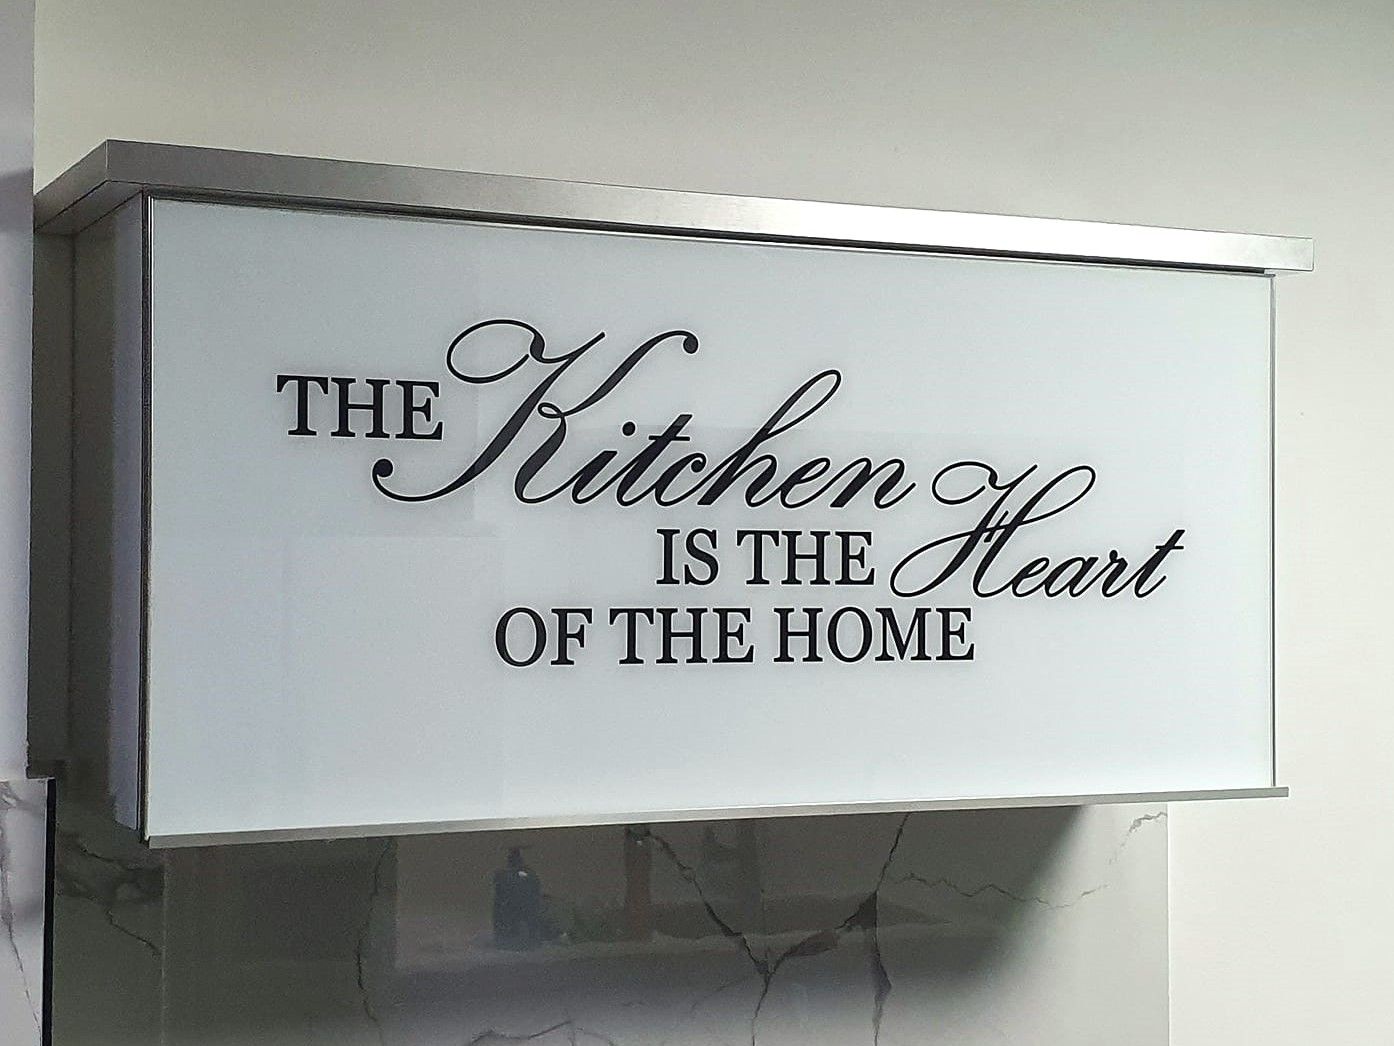 THE Kitchen
IS THE Heart
OF THE HOME